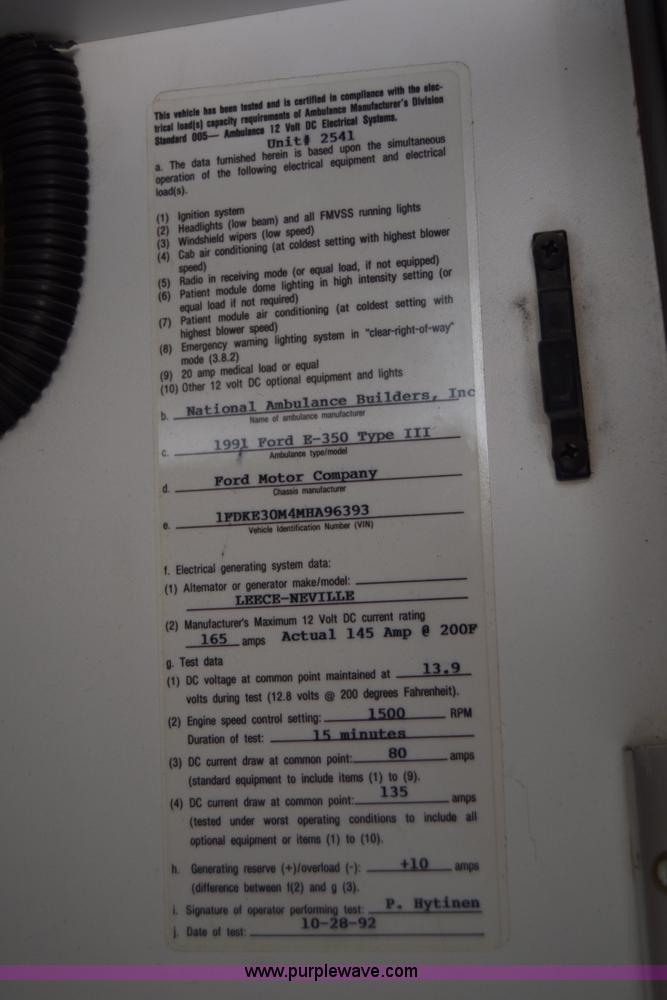 This vehicle has been tested and is certified in compliance with the elec-
trical load(s) capacity requirements of Ambulance Manufacturer's Division
Standard 005— Ambulance 12 Volt DC Electrical Systems.
Unit# 2541
a. The data furnished herein is based upon the simultaneous
operation of the following electrical equipment and electrical
load(s).
(1) Ignition system
(2) Headlights (low beam) and all FMVSS running lights
(3) Windshield wipers (low speed)
(4) Cab air conditioning (at coldest setting with highest blower
speed)
(5) Radio in receiving mode (or equal load, if not equipped)
(6) Patient module dome lighting in high intensity setting (or
equal load if not required)
(7) Patient module air conditioning (at coldest setting with
highest blower speed)
(8) Emergency warning lighting system in "clear-right-of-way"
mode (3.8.2)
(9) 20 amp medical load or equal
(10) Other 12 volt DC optional equipment and lights
b. National Ambulance Builders, Inc
Name of ambulance manufacturer
c. 1991 Ford E-350 Type III
Ambulance type/model
d. Ford Motor Company
Chassis manufacturer
e. 1FDKE30M4MHA96393
Vehicle Identification Number (VIN)
f. Electrical generating system data:
(1) Alternator or generator make/model:
LEECE-NEVILLE
(2) Manufacturer's Maximum 12 Volt DC current rating
165 amps Actual 145 Amp @ 200F
g. Test data
(1) DC voltage at common point maintained at 13.9
volts during test (12.8 volts @ 200 degrees Fahrenheit).
(2) Engine speed control setting: 1500 RPM
Duration of test: 15 minutes
(3) DC current draw at common point: 80 amps
(standard equipment to include items (1) to (9).
(4) DC current draw at common point: 135 amps
(tested under worst operating conditions to include all
optional equipment or items (1) to (10).
h. Generating reserve (+)/overload (-): +10 amps
(difference between f(2) and g (3).
i. Signature of operator performing test: P. Hytinen
j. Date of test: 10-28-92
www.purplewave.com